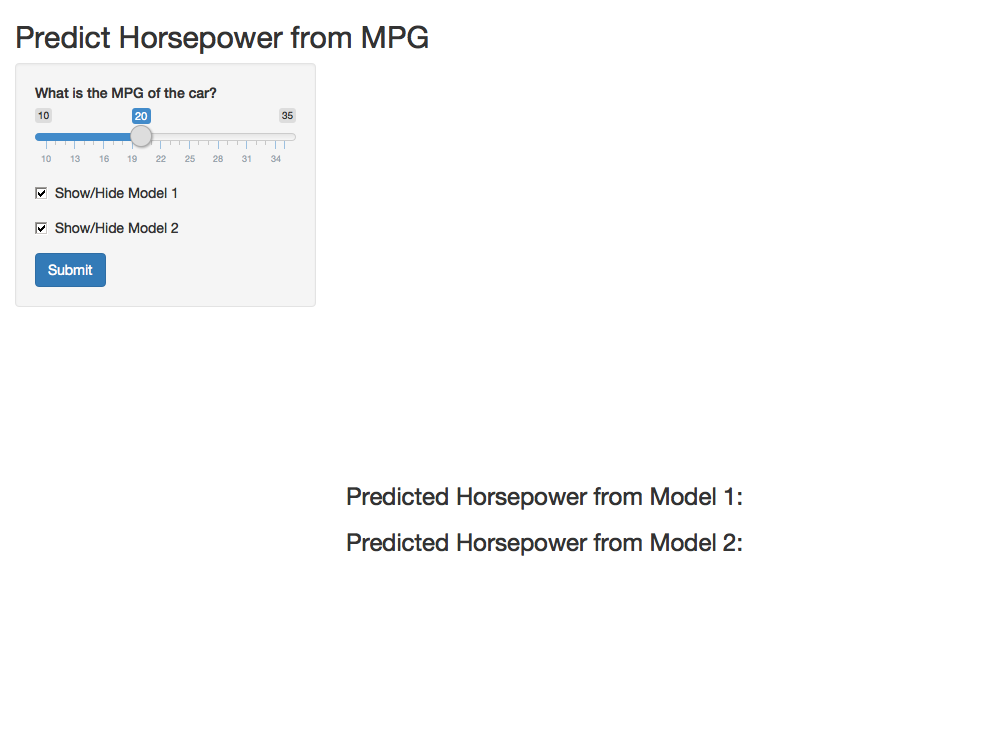 Predict Horsepower from MPG
What is the MPG of the car?
10 20 35
10 13 16 19 22 25 28 31 34
Show/Hide Model 1
Show/Hide Model 2
Submit
Predicted Horsepower from Model 1:
Predicted Horsepower from Model 2: